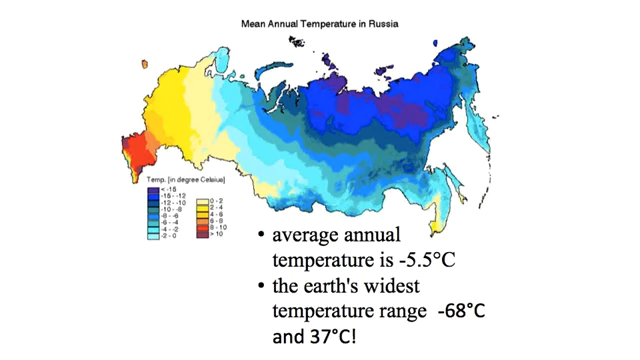 Mean Annual Temperature in Russia
Temp. [in degree Celsius]
< -15
-15 - -12
-12 - -10
-10 - -8
-8 - -6
-6 - -4
-4 - -2
-2 - 0
0 - 2
2 - 4
4 - 6
6 - 8
8 - 10
> 10
• average annual
temperature is -5.5°C
• the earth's widest
temperature range -68°C
and 37°C!